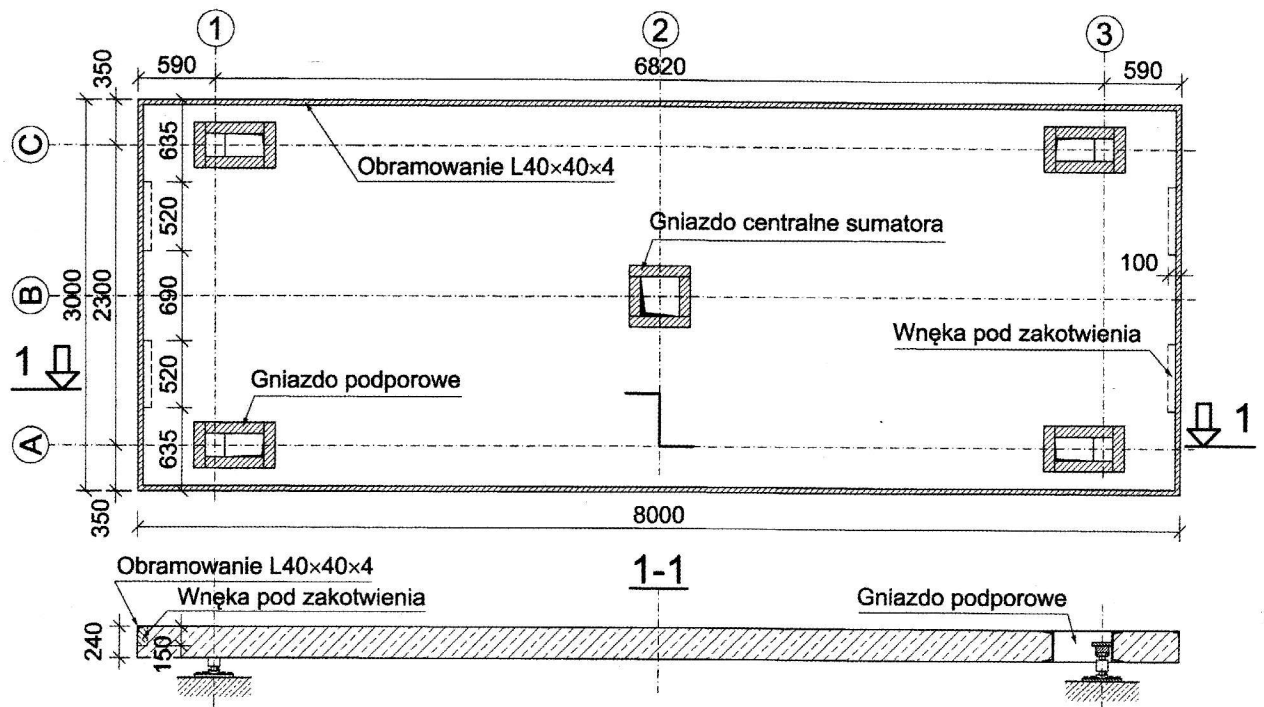 1 2 3
590 6820 590
350
C
635
Obramowanie L40×40×4
520
Gniazdo centralne sumatora
100
3000
2300
B
690
Wnęka pod zakotwienia
1
520
Gniazdo podporowe
1
A
635
350
8000
Obramowanie L40×40×4
1-1
Wnęka pod zakotwienia
Gniazdo podporowe
240
150